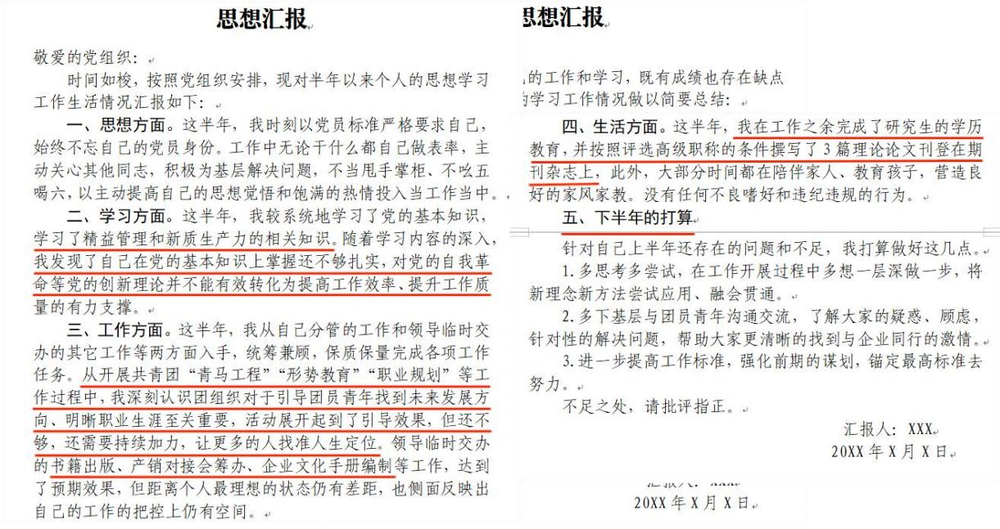 思想汇报
敬爱的党组织：
时间如梭，按照党组织安排，现对半年以来个人的思想学习
工作生活情况汇报如下：
一、思想方面。这半年，我时刻以党员标准严格要求自己，
始终不忘自己的党员身份。工作中无论干什么都自己做表率，主
动关心其他同志，积极为基层解决问题，不当甩手掌柜、不吆五
喝六，以主动提高自己的思想觉悟和饱满的热情投入当工作当中。
二、学习方面。这半年，我较系统地学习了党的基本知识，
学习了精益管理和新质生产力的相关知识。随着学习内容的深入，
我发现了自己在党的基本知识上掌握还不够扎实，对党的自我革
命等党的创新理论并不能有效转化为提高工作效率、提升工作质
量的有力支撑。
三、工作方面。这半年，我从自己分管的工作和领导临时交
办的其它工作等两方面入手，统筹兼顾，保质保量完成各项工作
任务。从开展共青团“青马工程”“形势教育”“职业规划”等工
作过程中，我深刻认识团组织对于引导团员青年找到未来发展方
向、明晰职业生涯至关重要，活动展开起到了引导效果，但还不
够，还需要持续加力，让更多的人找准人生定位。领导临时交办
的书籍出版、产销对接会筹办、企业文化手册编制等工作，达到
了预期效果，但距离个人最理想的状态仍有差距，也侧面反映出
自己的工作的把控上仍有空间。
思想汇报
的工作和学习，既有成绩也存在缺点
学习工作情况做以简要总结：
四、生活方面。这半年，我在工作之余完成了研究生的学历
教育，并按照评选高级职称的条件撰写了 3 篇理论论文刊登在期
刊杂志上，此外，大部分时间都在陪伴家人、教育孩子，营造良
好的家风家教。没有任何不良嗜好和违纪违规的行为。
五、下半年的打算
针对自己上半年还存在的问题和不足，我打算做好这几点。
1.多思考多尝试，在工作开展过程中多想一层深做一步，将
新理念新方法尝试应用、融会贯通。
2.多下基层与团员青年沟通交流，了解大家的疑惑、顾虑，
针对性的解决问题，帮助大家更清晰的找到与企业同行的激情。
3.进一步提高工作标准，强化前期的谋划，锚定最高标准去
努力。
不足之处，请批评指正。
汇报人：XXX
20XX 年 X 月 X 日
20XX 年 X 月 X 日